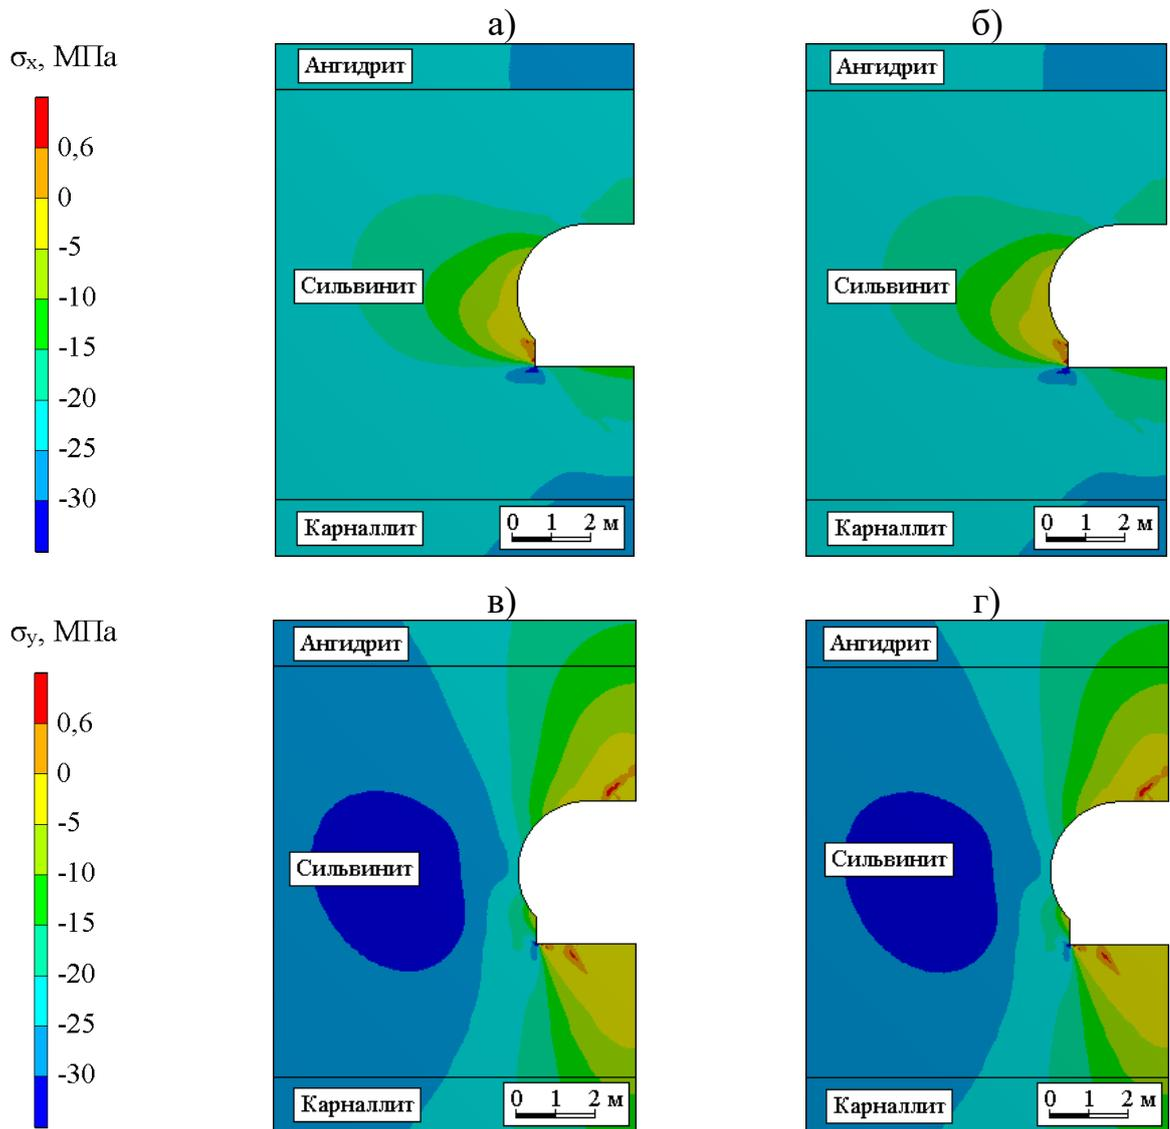 а)
б)
σx, МПа
0,6
0
-5
-10
-15
-20
-25
-30
Ангидрит
Сильвинит
Карналлит
0 1 2 м
Ангидрит
Сильвинит
Карналлит
0 1 2 м
в)
г)
σy, МПа
0,6
0
-5
-10
-15
-20
-25
-30
Ангидрит
Сильвинит
Карналлит
0 1 2 м
Ангидрит
Сильвинит
Карналлит
0 1 2 м